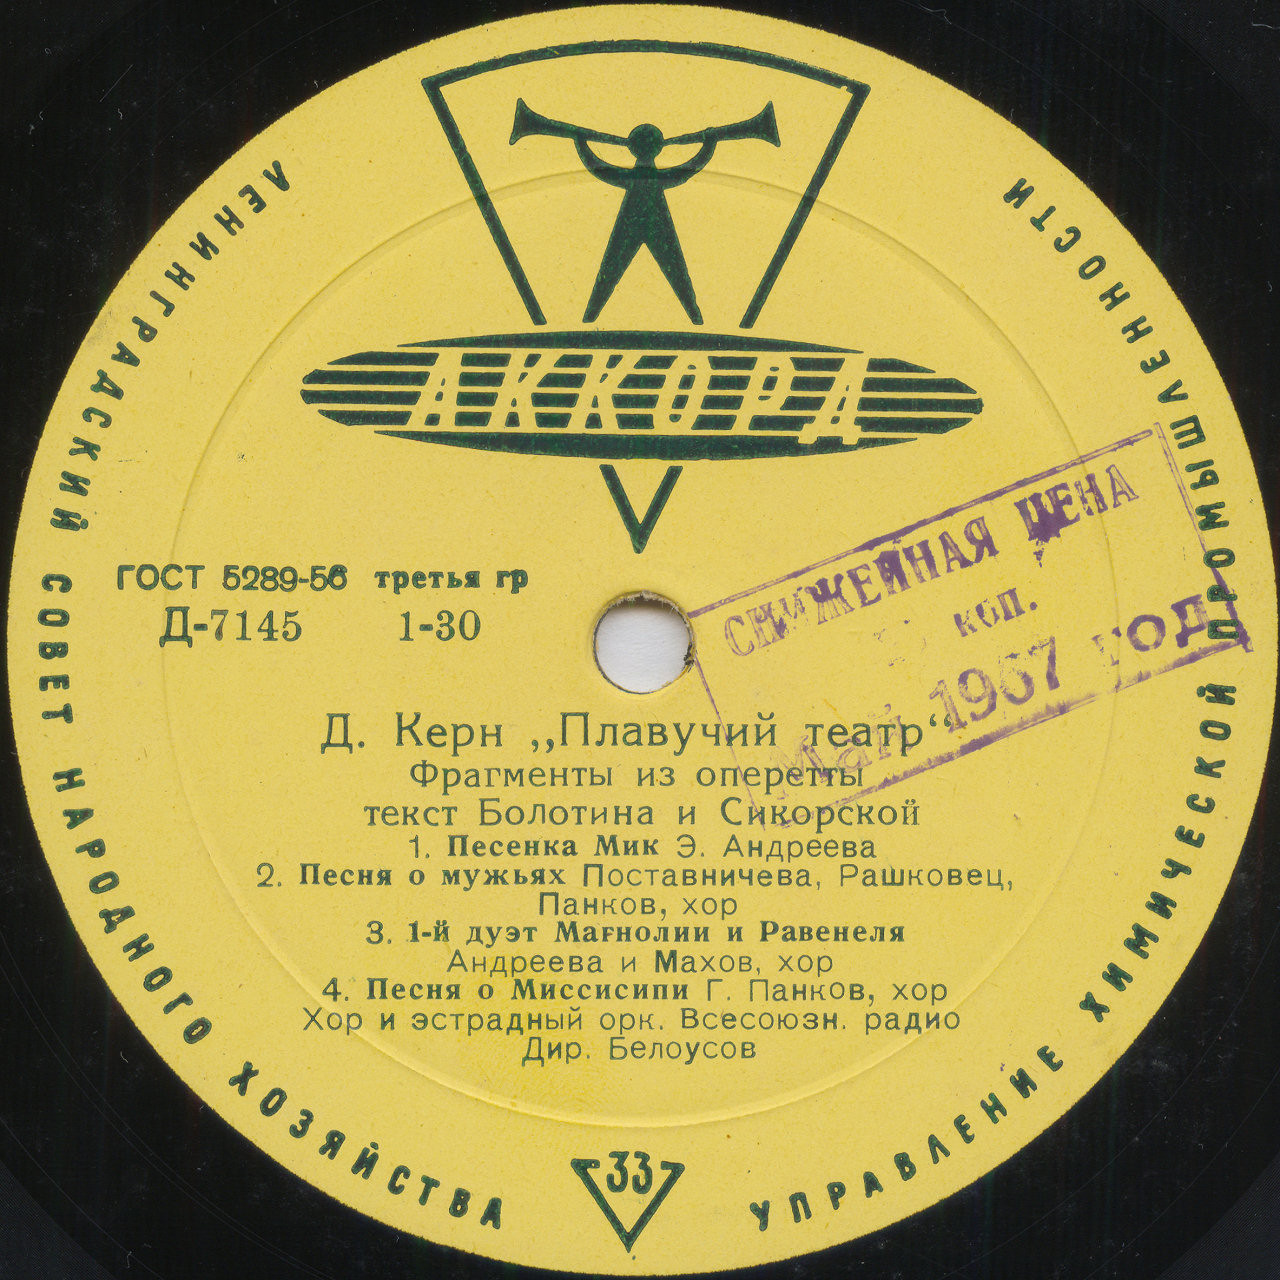 ЛЕНИНГРАДСКИЙ СОВЕТ НАРОДНОГО ХОЗЯЙСТВА
УПРАВЛЕНИЕ ХИМИЧЕСКОЙ ПРОМЫШЛЕННОСТИ
АККОРД
ГОСТ 5289-56 третья гр
Д-7145 1-30
СНИЖЕННАЯ ЦЕНА
коп.
Май 1967 год
Д. Керн „Плавучий театр“
Фрагменты из оперетты
текст Болотина и Сикорской
1. Песенка Мик Э. Андреева
2. Песня о мужьях Поставничева, Рашковец,
Панков, хор
3. 1-й дуэт Магнолии и Равенеля
Андреева и Махов, хор
4. Песня о Миссисипи Г. Панков, хор
Хор и эстрадный орк. Всесоюзн. радио
Дир. Белоусов
33